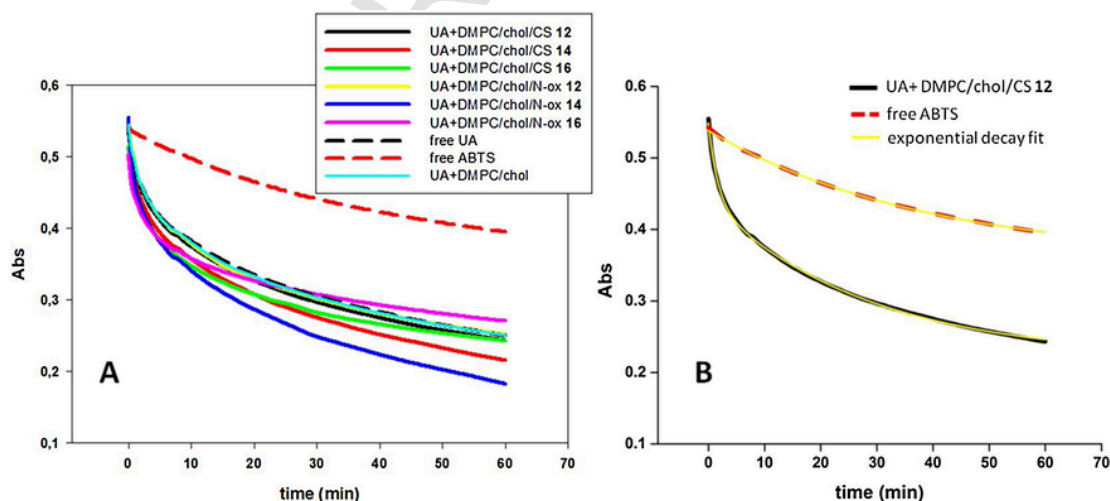 UA+DMPC/chol/CS 12
UA+DMPC/chol/CS 14
UA+DMPC/chol/CS 16
UA+DMPC/chol/N-ox 12
UA+DMPC/chol/N-ox 14
UA+DMPC/chol/N-ox 16
free UA
free ABTS
UA+DMPC/chol
0,6
0,5
0,4
0,3
0,2
0,1
Abs
A
0 10 20 30 40 50 60 70
time (min)
UA+ DMPC/chol/CS 12
free ABTS
exponential decay fit
0.6
0.5
0.4
0.3
0.2
0.1
Abs
B
0 10 20 30 40 50 60 70
time (min)